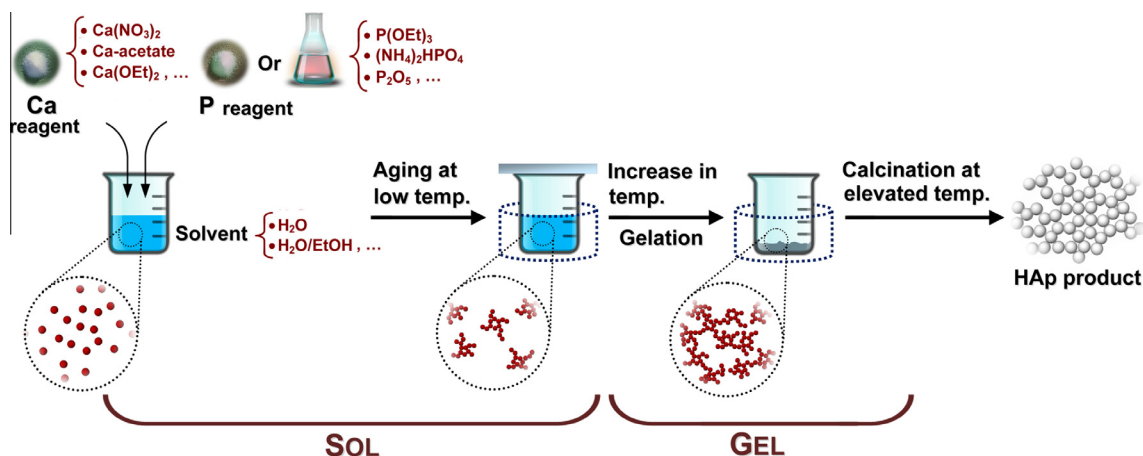 • Ca(NO₃)₂
• Ca-acetate
• Ca(OEt)₂ , ...
Ca
reagent
P reagent
Or
• P(OEt)₃
• (NH₄)₂HPO₄
• P₂O₅ , ...
Solvent
• H₂O
• H₂O/EtOH , ...
Aging at
low temp.
Increase in
temp.
Gelation
Calcination at
elevated temp.
HAp product
SOL
GEL